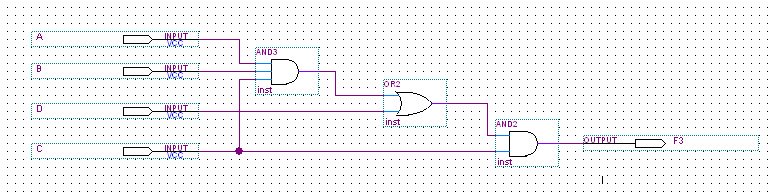 A INPUT
VCC
AND3
B INPUT
VCC
inst
OR2
D INPUT
VCC
inst
AND2
OUTPUT F3
C INPUT
VCC
inst